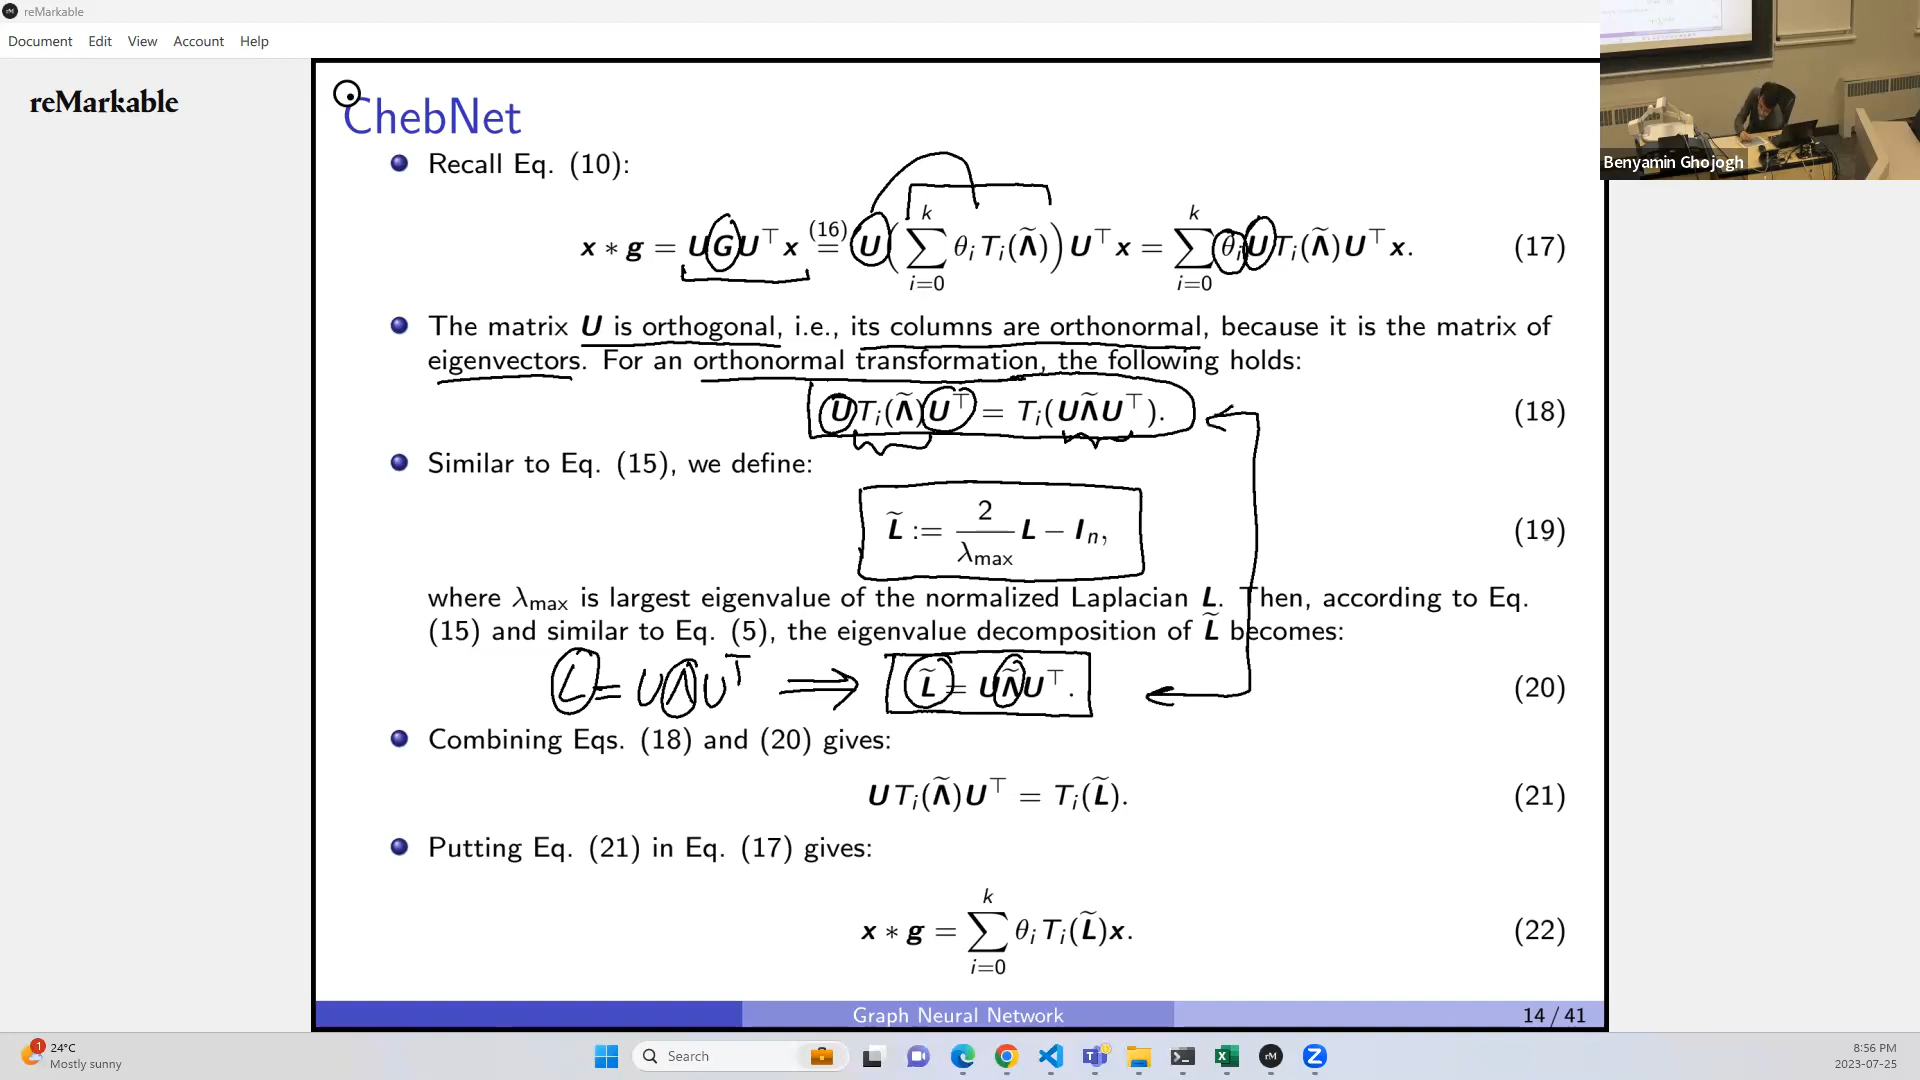 reMarkable
Document Edit View Account Help
reMarkable
Benyamin Ghojogh
ChebNet
Recall Eq. (10):
x ∗ g = UGU⊤x (16)= U(∑_{i=0}^{k} θ_i T_i(Λ̃))U⊤x = ∑_{i=0}^{k} θ_i U T_i(Λ̃)U⊤x. (17)
The matrix U is orthogonal, i.e., its columns are orthonormal, because it is the matrix of
eigenvectors. For an orthonormal transformation, the following holds:
U T_i(Λ̃)U⊤ = T_i(UΛ̃U⊤). (18)
Similar to Eq. (15), we define:
L̃ := 2/λ_max L − I_n, (19)
where λ_max is largest eigenvalue of the normalized Laplacian L. Then, according to Eq.
(15) and similar to Eq. (5), the eigenvalue decomposition of L̃ becomes:
L = UΛU⊤ ⟹ L̃ = UΛ̃U⊤. (20)
Combining Eqs. (18) and (20) gives:
U T_i(Λ̃)U⊤ = T_i(L̃). (21)
Putting Eq. (21) in Eq. (17) gives:
x ∗ g = ∑_{i=0}^{k} θ_i T_i(L̃)x. (22)
Graph Neural Network 14 / 41
1
24°C
Mostly sunny
Search
8:56 PM
2023-07-25